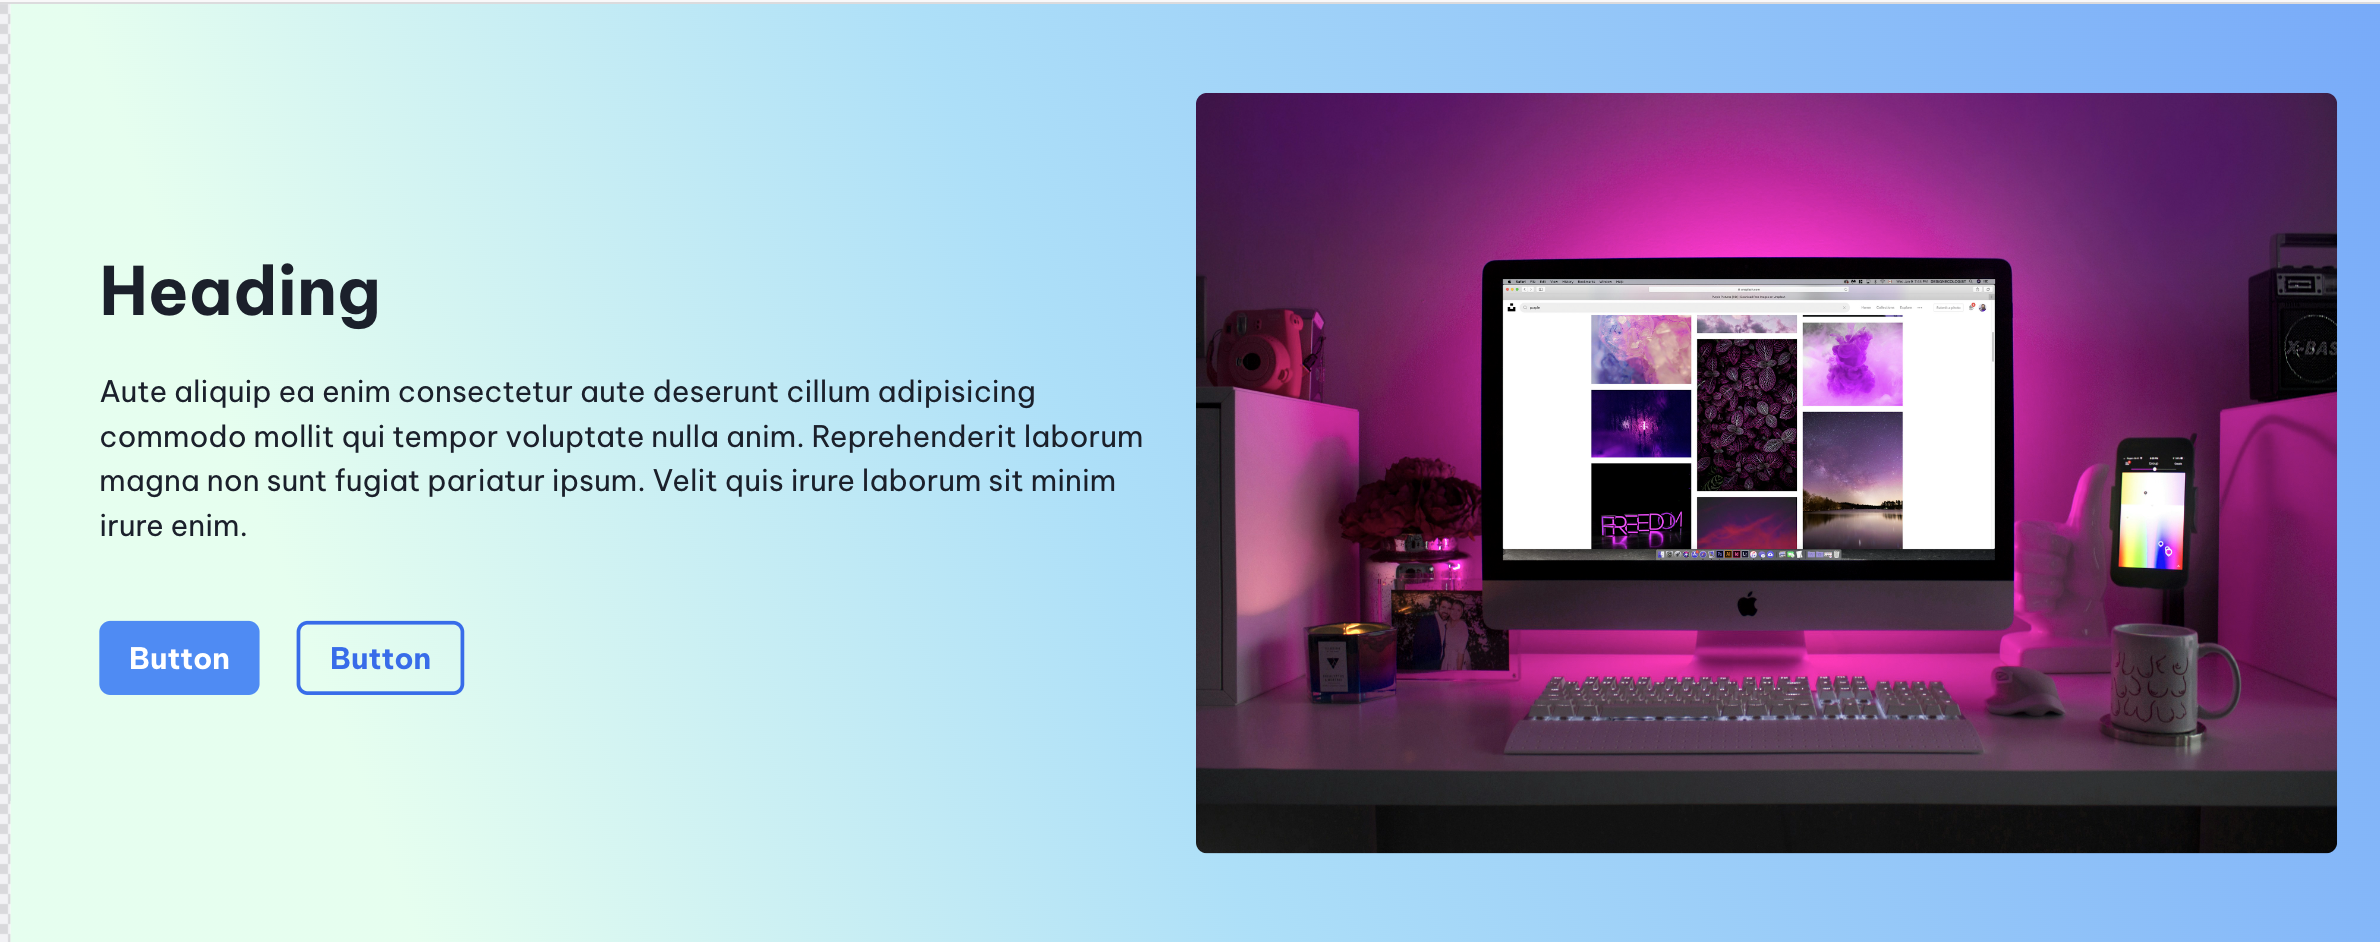 Heading
Aute aliquip ea enim consectetur aute deserunt cillum adipisicing
commodo mollit qui tempor voluptate nulla anim. Reprehenderit laborum
magna non sunt fugiat pariatur ipsum. Velit quis irure laborum sit minim
irure enim.
Button
Button
purple
FREEDOM
X-BAS